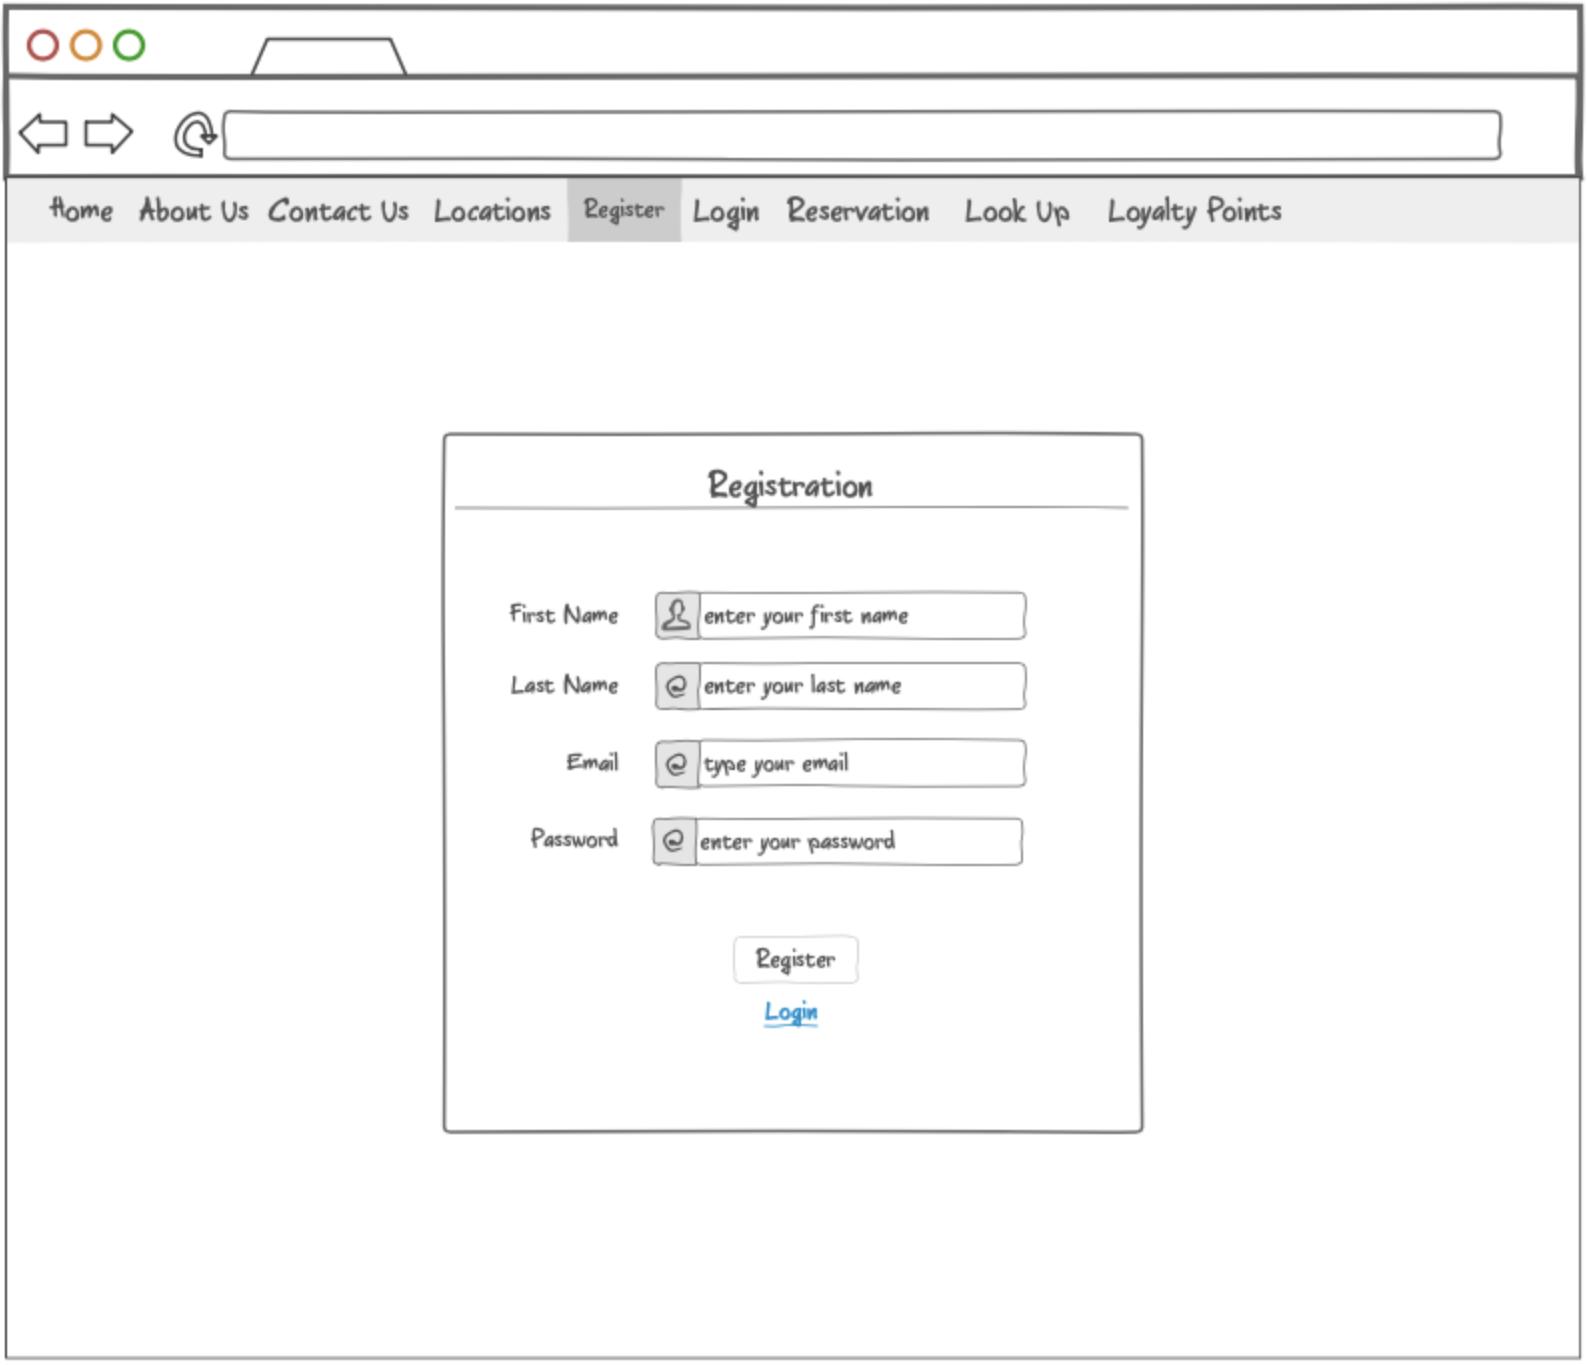 Home About Us Contact Us Locations Register Login Reservation Look Up Loyalty Points
Registration
First Name enter your first name
Last Name enter your last name
Email type your email
Password enter your password
Register
Login